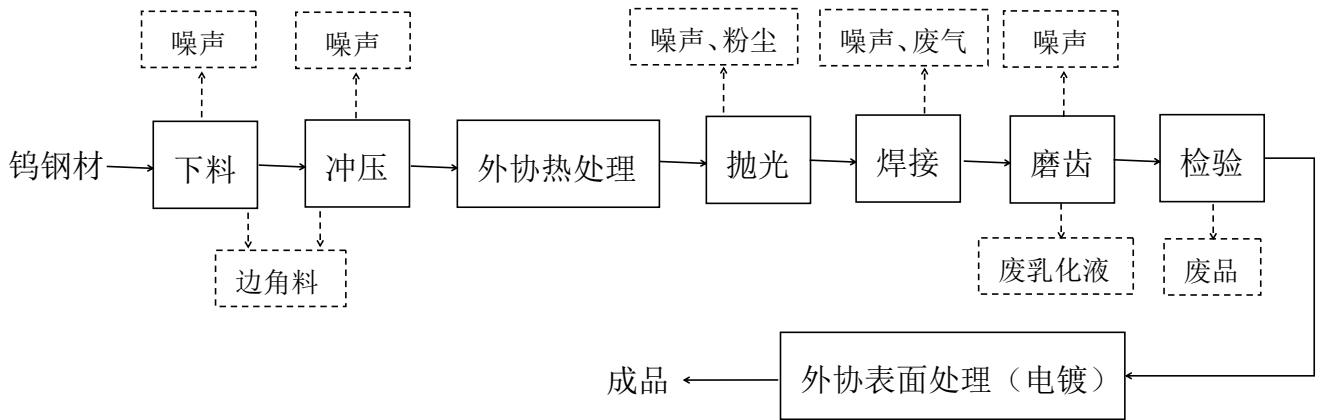 噪声
噪声
噪声、粉尘
噪声、废气
噪声
钨钢材
下料
冲压
外协热处理
抛光
焊接
磨齿
检验
边角料
废乳化液
废品
成品
外协表面处理（电镀）